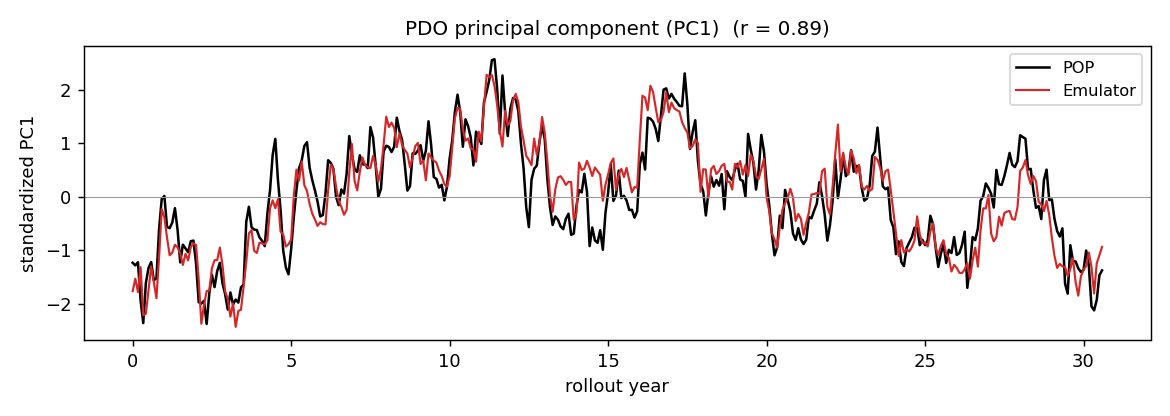 PDO principal component (PC1)  (r = 0.89)
standardized PC1
2
1
0
−1
−2
POP
Emulator
0 5 10 15 20 25 30
rollout year